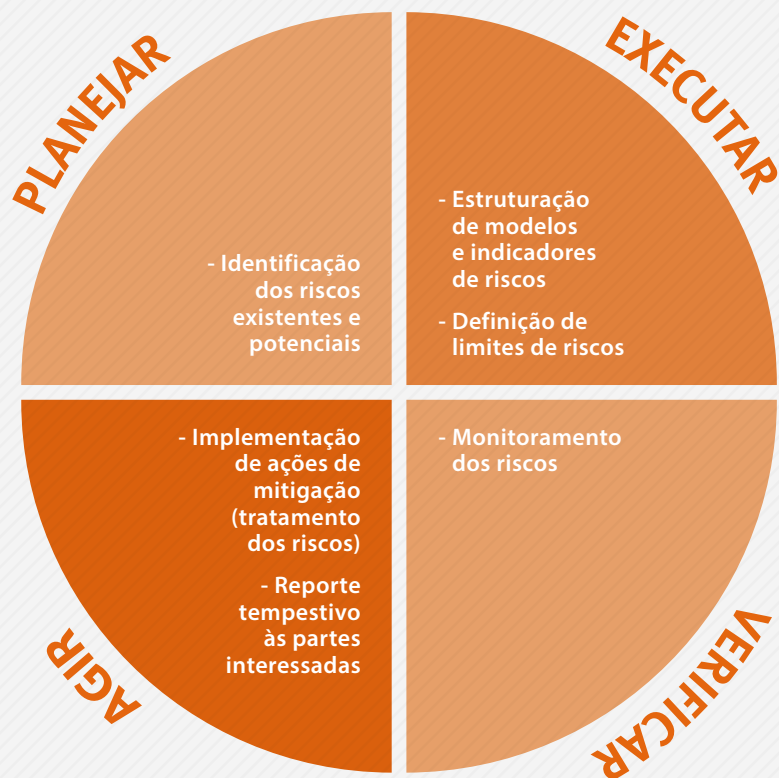 PLANEJAR
- Identificação
dos riscos
existentes e
potenciais
EXECUTAR
- Estruturação
de modelos
e indicadores
de riscos
- Definição de
limites de riscos
VERIFICAR
- Monitoramento
dos riscos
AGIR
- Implementação
de ações de
mitigação
(tratamento
dos riscos)
- Reporte
tempestivo
às partes
interessadas